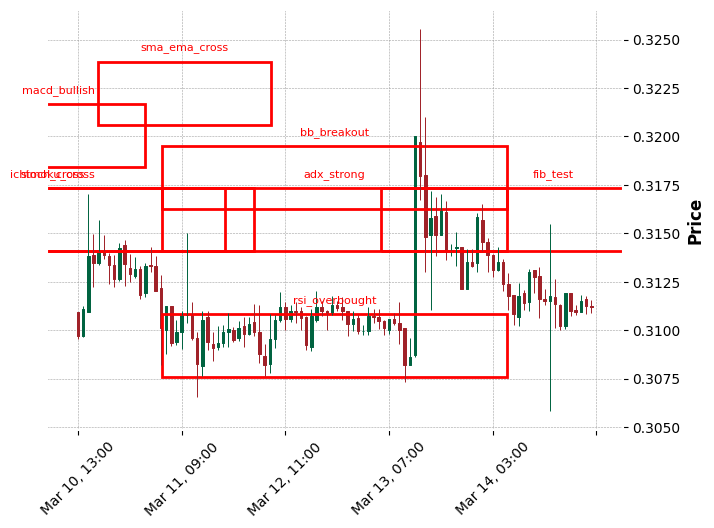 sma_ema_cross
macd_bullish
bb_breakout
adx_strong
fib_test
rsi_overbought
0.3250
0.3225
0.3200
0.3175
0.3150
0.3125
0.3100
0.3075
0.3050
Price
Mar 10, 13:00
Mar 11, 09:00
Mar 12, 11:00
Mar 13, 07:00
Mar 14, 03:00